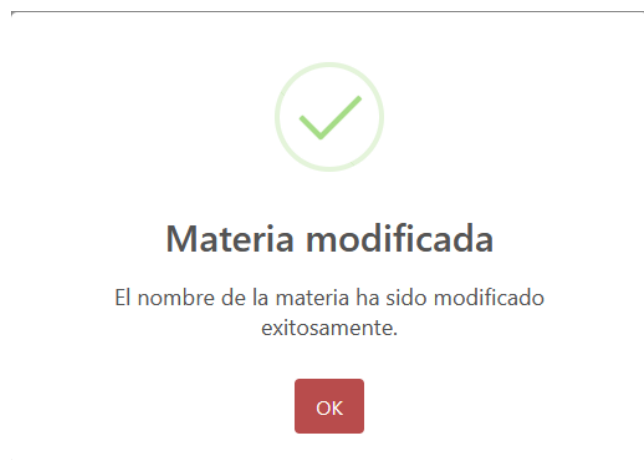 Materia modificada
El nombre de la materia ha sido modificado
exitosamente.
OK